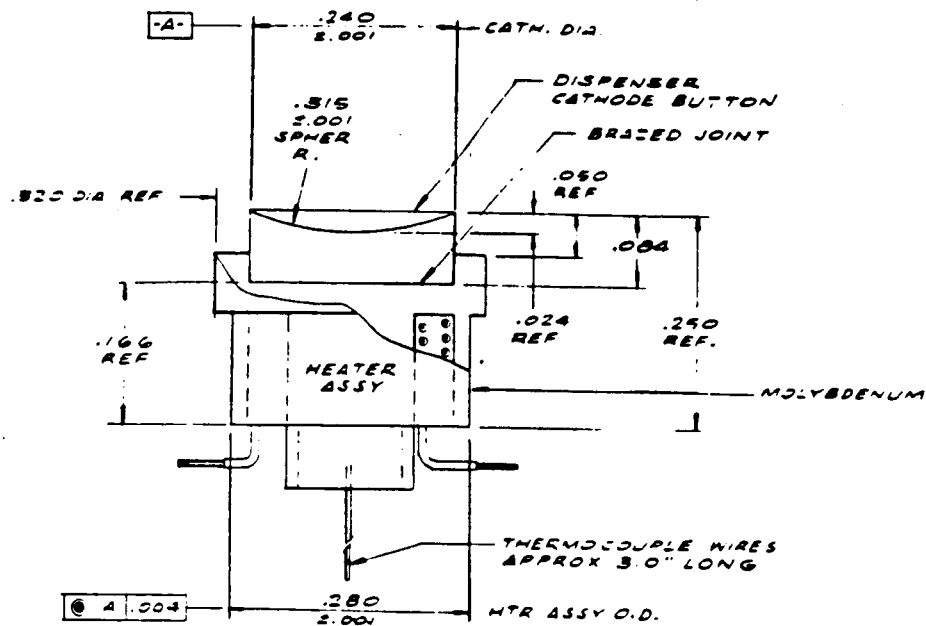 -A-
.240
±.001
CATH. DIA.
DISPENSER
CATHODE BUTTON
.315
±.001
SPHER
R.
BRAZED JOINT
.050
REF
.320 DIA REF
.084
.024
REF
.250
REF.
.166
REF
HEATER
ASSY
MOLYBDENUM
THERMOCOUPLE WIRES
APPROX 3.0" LONG
A .004
.280
±.001
HTR ASSY O.D.